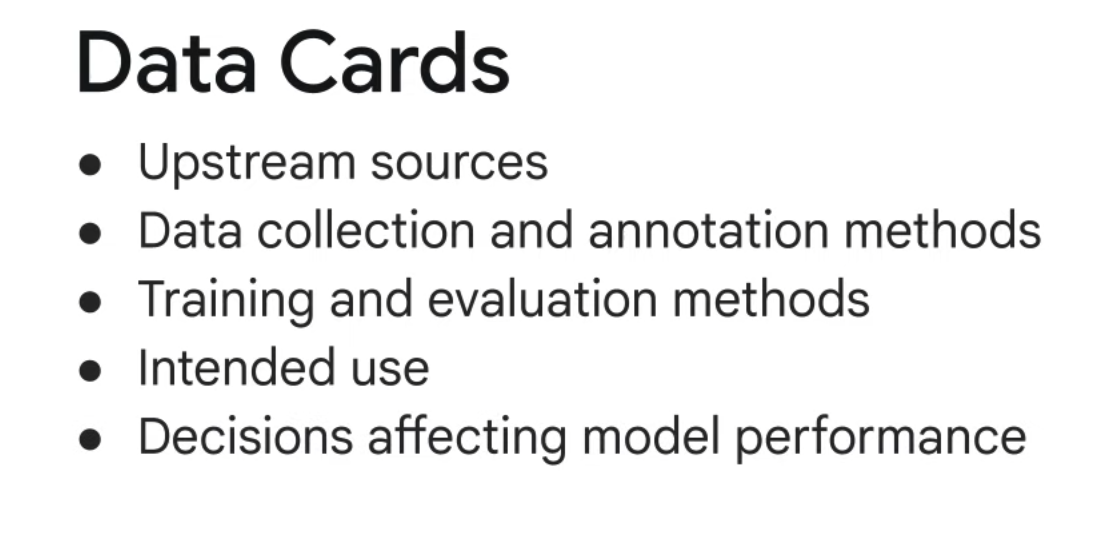 Data Cards
● Upstream sources
● Data collection and annotation methods
● Training and evaluation methods
● Intended use
● Decisions affecting model performance